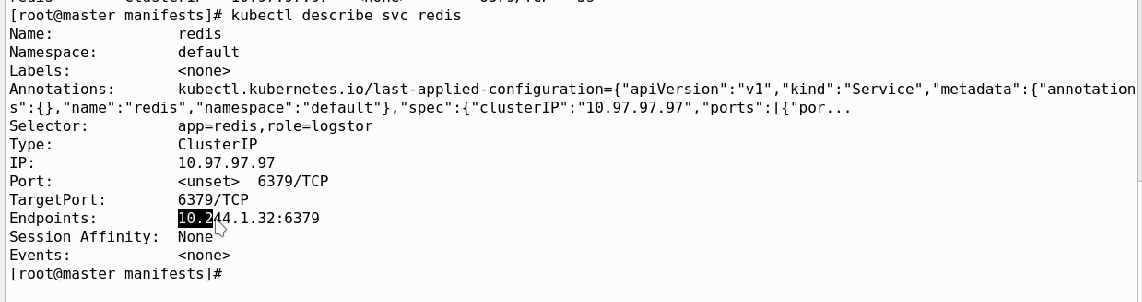 [root@master manifests]# kubectl describe svc redis
Name:              redis
Namespace:         default
Labels:            <none>
Annotations:       kubectl.kubernetes.io/last-applied-configuration={"apiVersion":"v1","kind":"Service","metadata":{"annotation
s":{},"name":"redis","namespace":"default"},"spec":{"clusterIP":"10.97.97.97","ports":[{"por...
Selector:          app=redis,role=logstor
Type:              ClusterIP
IP:                10.97.97.97
Port:              <unset>  6379/TCP
TargetPort:        6379/TCP
Endpoints:         10.244.1.32:6379
Session Affinity:  None
Events:            <none>
[root@master manifests]#